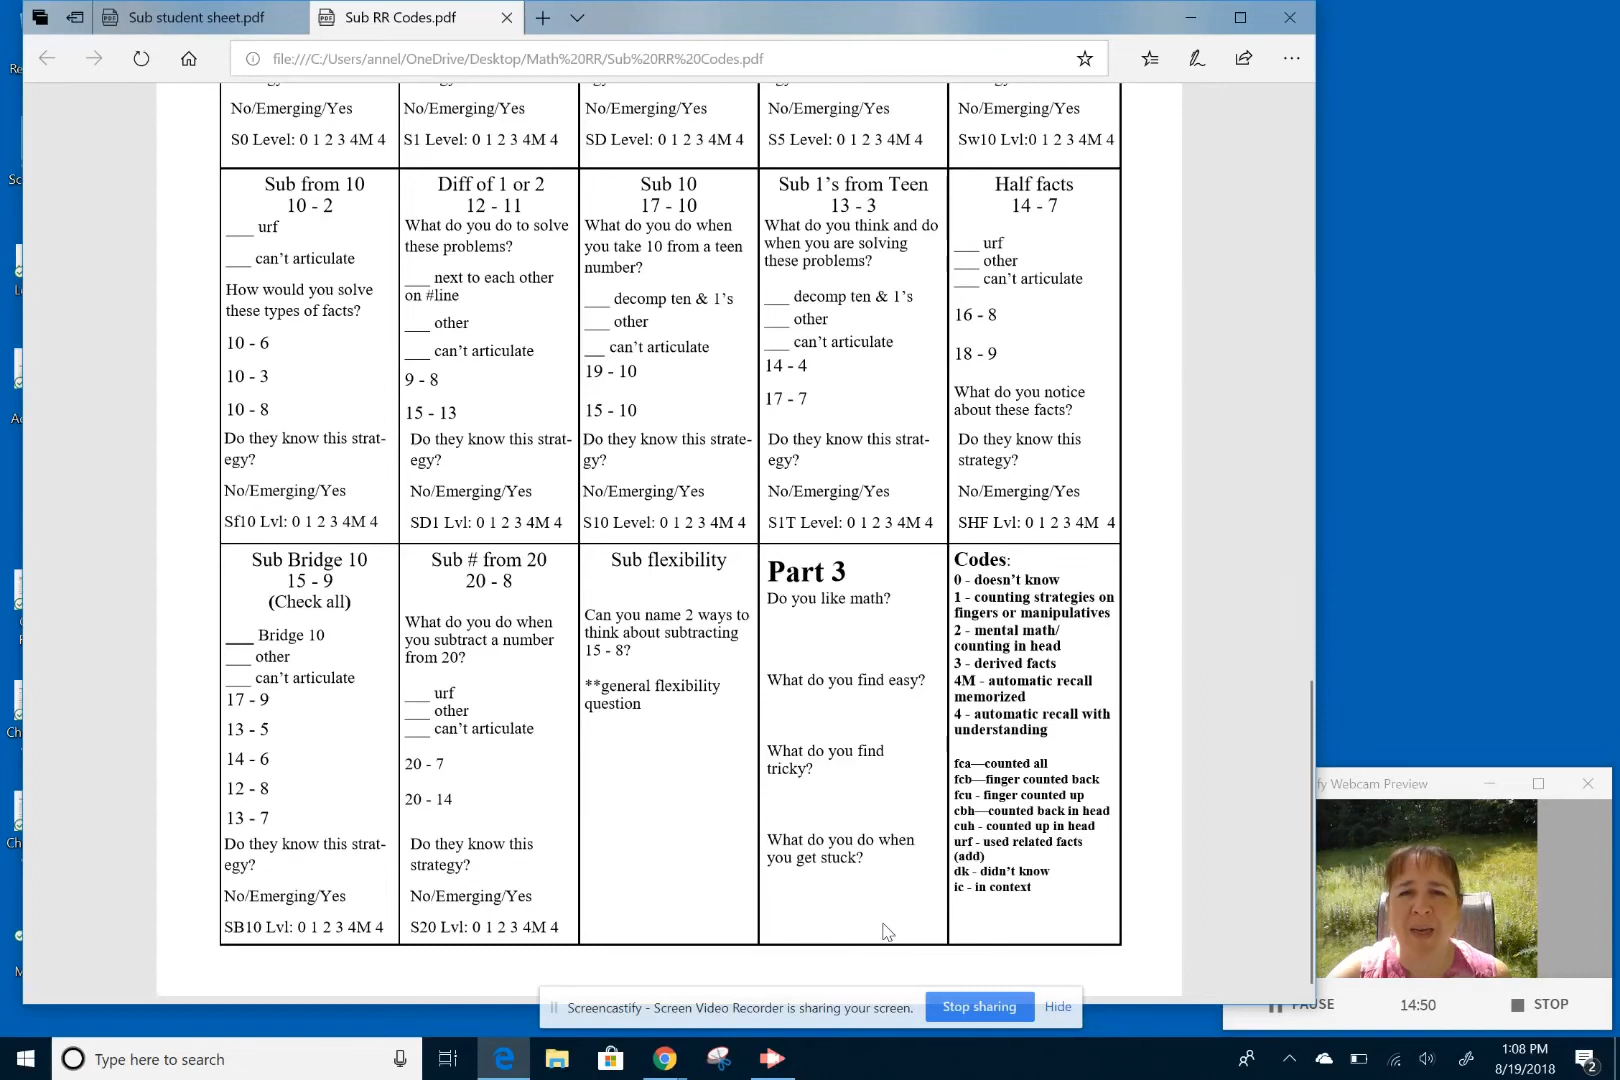 Sub student sheet.pdf
Sub RR Codes.pdf
file:///C:/Users/annel/OneDrive/Desktop/Math%20RR/Sub%20RR%20Codes.pdf
No/Emerging/Yes
S0 Level: 0 1 2 3 4M 4
No/Emerging/Yes
S1 Level: 0 1 2 3 4M 4
No/Emerging/Yes
SD Level: 0 1 2 3 4M 4
No/Emerging/Yes
S5 Level: 0 1 2 3 4M 4
No/Emerging/Yes
Sw10 Lvl:0 1 2 3 4M 4
Sub from 10
10 - 2
___ urf
___ can't articulate
How would you solve
these types of facts?
10 - 6
10 - 3
10 - 8
Do they know this strat-
egy?
No/Emerging/Yes
Sf10 Lvl: 0 1 2 3 4M 4
Diff of 1 or 2
12 - 11
What do you do to solve
these problems?
___ next to each other
on #line
___ other
___ can't articulate
9 - 8
15 - 13
Do they know this strat-
egy?
No/Emerging/Yes
SD1 Lvl: 0 1 2 3 4M 4
Sub 10
17 - 10
What do you do when
you take 10 from a teen
number?
___ decomp ten & 1's
___ other
__ can't articulate
19 - 10
15 - 10
Do they know this strate-
gy?
No/Emerging/Yes
S10 Level: 0 1 2 3 4M 4
Sub 1's from Teen
13 - 3
What do you think and do
when you are solving
these problems?
___ decomp ten & 1's
___ other
___ can't articulate
14 - 4
17 - 7
Do they know this strat-
egy?
No/Emerging/Yes
S1T Level: 0 1 2 3 4M 4
Half facts
14 - 7
___ urf
___ other
___ can't articulate
16 - 8
18 - 9
What do you notice
about these facts?
Do they know this
strategy?
No/Emerging/Yes
SHF Lvl: 0 1 2 3 4M 4
Sub Bridge 10
15 - 9
(Check all)
___ Bridge 10
___ other
___ can't articulate
17 - 9
13 - 5
14 - 6
12 - 8
13 - 7
Do they know this strat-
egy?
No/Emerging/Yes
SB10 Lvl: 0 1 2 3 4M 4
Sub # from 20
20 - 8
What do you do when
you subtract a number
from 20?
___ urf
___ other
___ can't articulate
20 - 7
20 - 14
Do they know this
strategy?
No/Emerging/Yes
S20 Lvl: 0 1 2 3 4M 4
Sub flexibility
Can you name 2 ways to
think about subtracting
15 - 8?
**general flexibility
question
Part 3
Do you like math?
What do you find easy?
What do you find
tricky?
What do you do when
you get stuck?
Codes:
0 - doesn't know
1 - counting strategies on
fingers or manipulatives
2 - mental math/
counting in head
3 - derived facts
4M - automatic recall
memorized
4 - automatic recall with
understanding
fca—counted all
fcb—finger counted back
fcu - finger counted up
cbh—counted back in head
cuh - counted up in head
urf - used related facts
(add)
dk - didn't know
ic - in context
fy Webcam Preview
PAUSE
14:50
STOP
Screencastify - Screen Video Recorder is sharing your screen.
Stop sharing
Hide
Type here to search
1:08 PM
8/19/2018
2